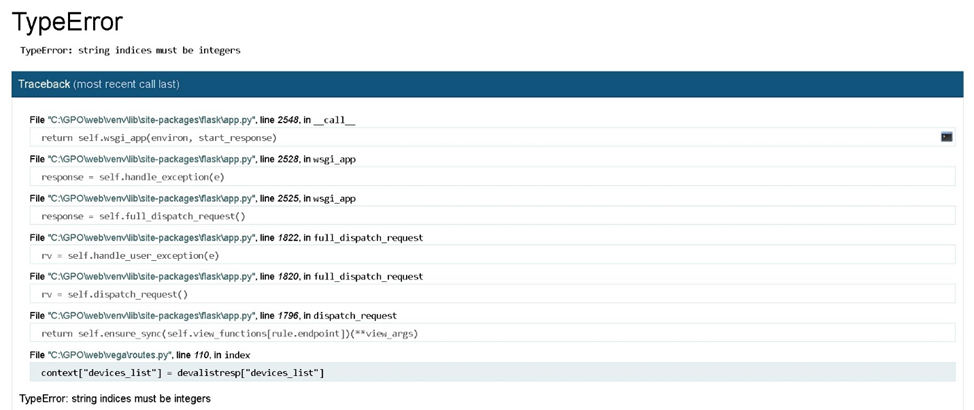 TypeError
TypeError: string indices must be integers
Traceback (most recent call last)
File "C:\GPO\web\venv\lib\site-packages\flask\app.py", line 2548, in __call__
return self.wsgi_app(environ, start_response)
File "C:\GPO\web\venv\lib\site-packages\flask\app.py", line 2528, in wsgi_app
response = self.handle_exception(e)
File "C:\GPO\web\venv\lib\site-packages\flask\app.py", line 2525, in wsgi_app
response = self.full_dispatch_request()
File "C:\GPO\web\venv\lib\site-packages\flask\app.py", line 1822, in full_dispatch_request
rv = self.handle_user_exception(e)
File "C:\GPO\web\venv\lib\site-packages\flask\app.py", line 1820, in full_dispatch_request
rv = self.dispatch_request()
File "C:\GPO\web\venv\lib\site-packages\flask\app.py", line 1796, in dispatch_request
return self.ensure_sync(self.view_functions[rule.endpoint])(**view_args)
File "C:\GPO\web\vega\routes.py", line 110, in index
context["devices_list"] = devalistresp["devices_list"]
TypeError: string indices must be integers